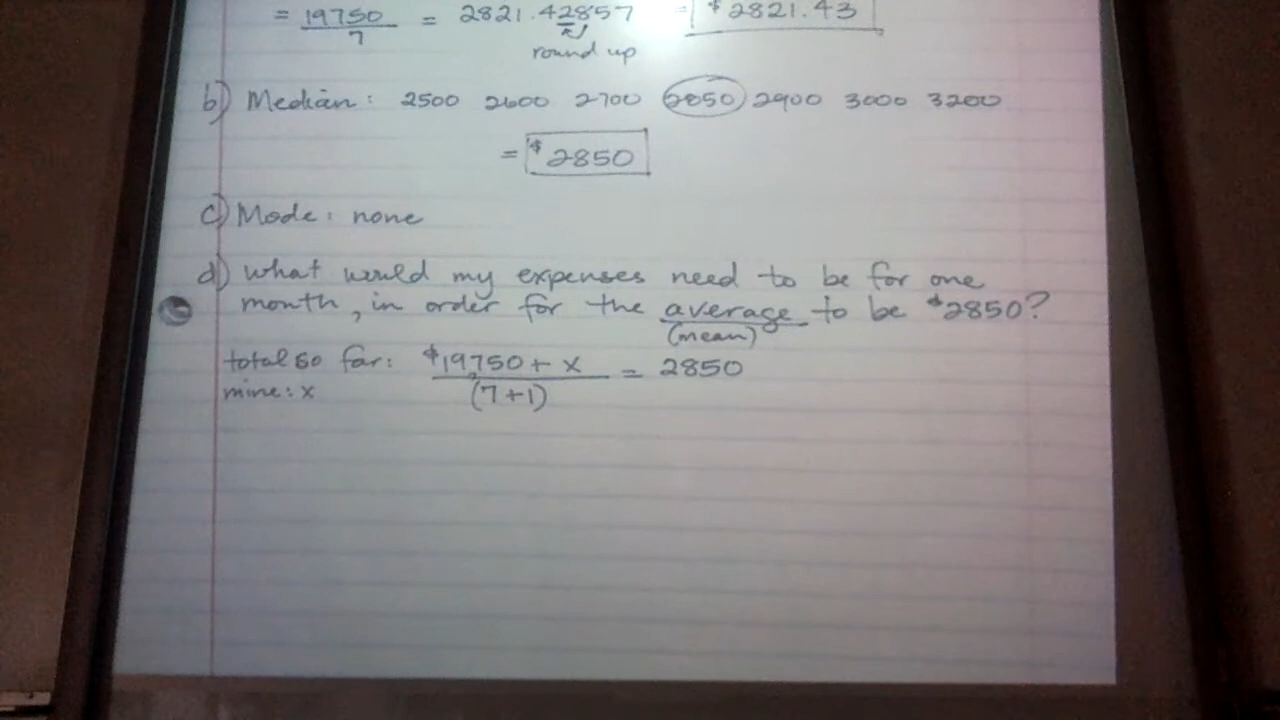 = 19750/7 = 2821.42857 = $2821.43
round up
b) Median: 2500 2600 2700 2850 2900 3000 3200
= $2850
c) Mode: none
d) What would my expenses need to be for one
month, in order for the average to be $2850?
(mean)
total so far: $19,750 + x / (7+1) = 2850
mine: x